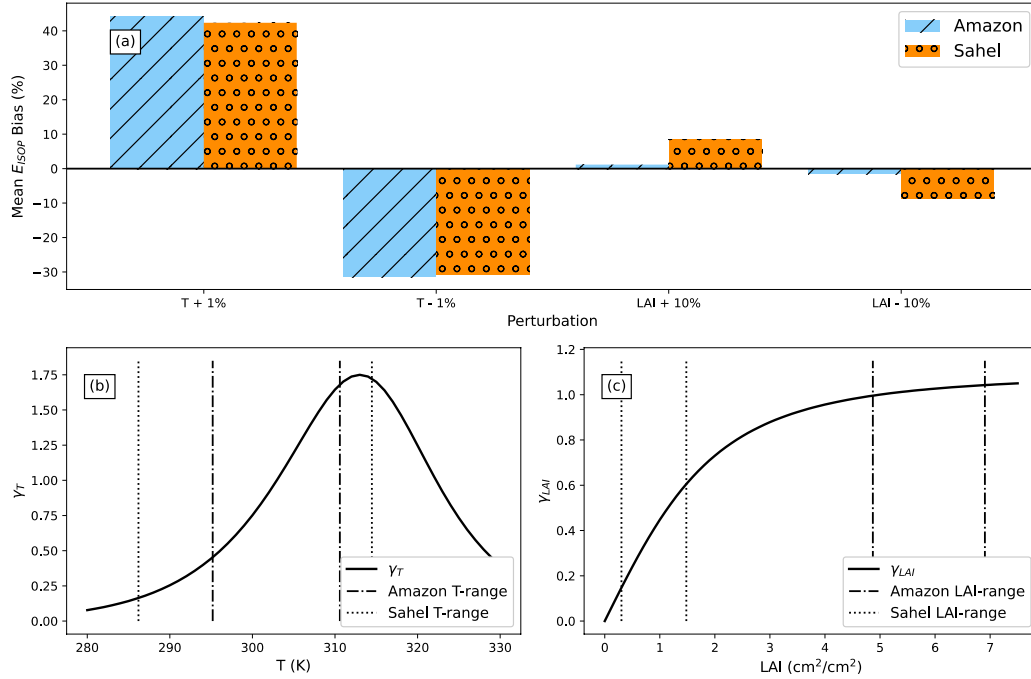 (a)
Amazon
Sahel
Mean E_ISOP Bias (%)
40
30
20
10
0
−10
−20
−30
T + 1%
T - 1%
LAI + 10%
LAI - 10%
Perturbation
(b)
γ_T
1.75
1.50
1.25
1.00
0.75
0.50
0.25
0.00
280
290
300
310
320
330
T (K)
γ_T
Amazon T-range
Sahel T-range
(c)
γ_LAI
1.2
1.0
0.8
0.6
0.4
0.2
0.0
0
1
2
3
4
5
6
7
LAI (cm²/cm²)
γ_LAI
Amazon LAI-range
Sahel LAI-range